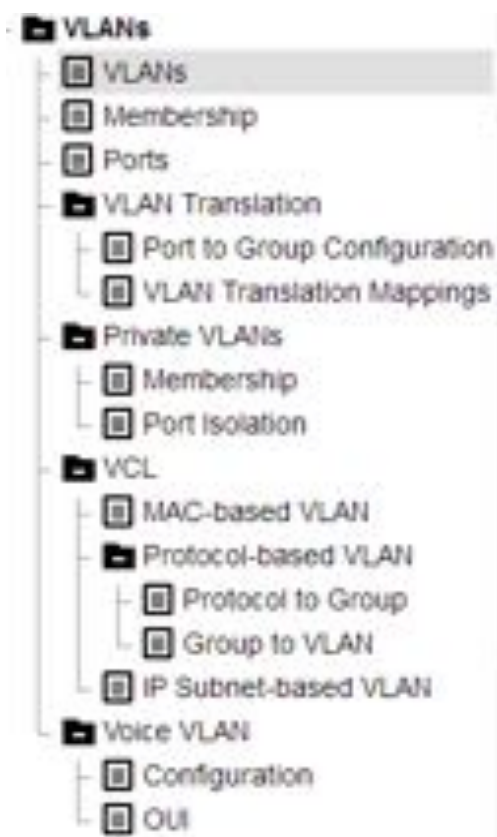 VLANs
VLANs
Membership
Ports
VLAN Translation
Port to Group Configuration
VLAN Translation Mappings
Private VLANs
Membership
Port Isolation
VCL
MAC-based VLAN
Protocol-based VLAN
Protocol to Group
Group to VLAN
IP Subnet-based VLAN
Voice VLAN
Configuration
OUI